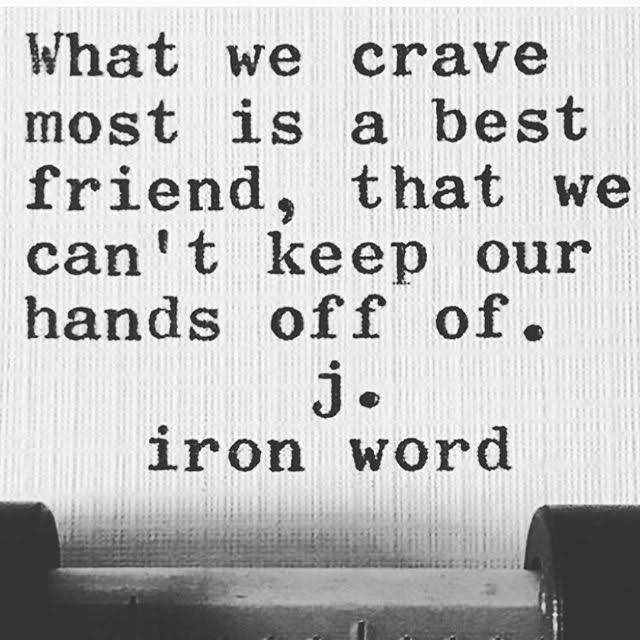 What we crave
most is a best
friend, that we
can't keep our
hands off of.
j.
iron word